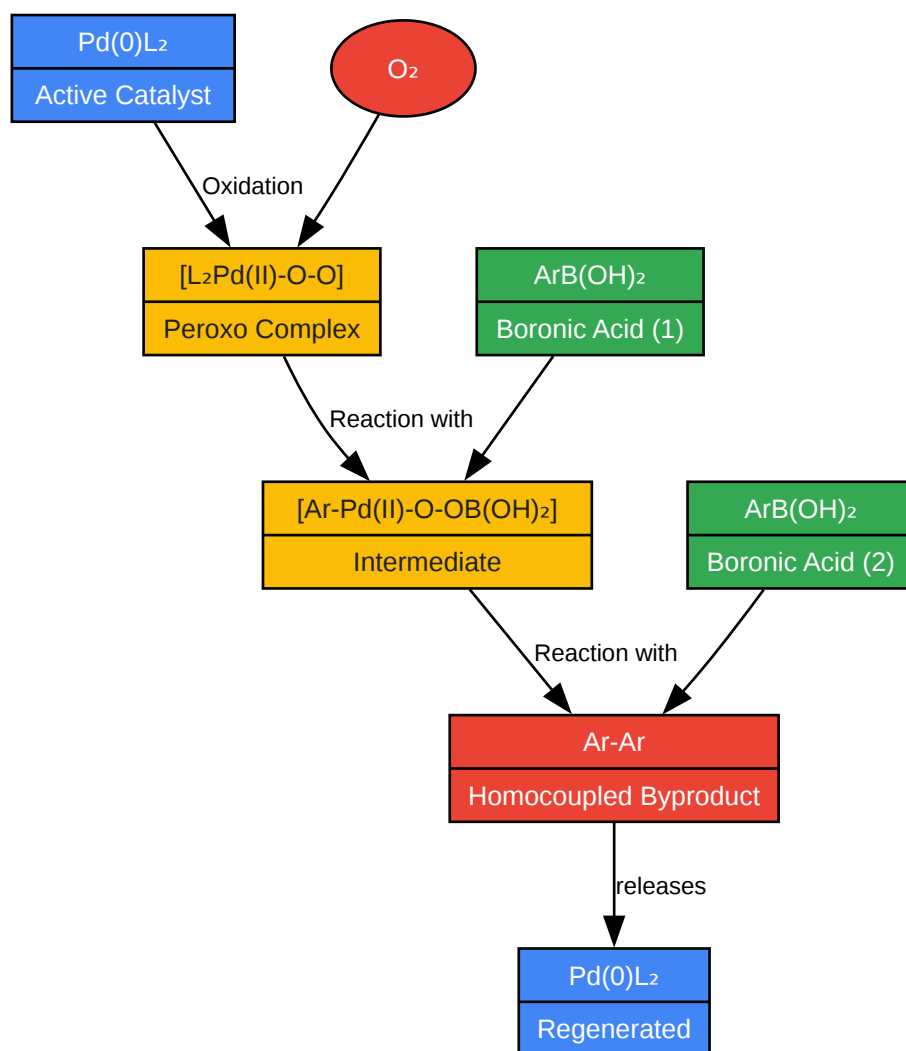 Pd(0)L₂
Active Catalyst
O₂
Oxidation
[L₂Pd(II)-O-O]
Peroxo Complex
ArB(OH)₂
Boronic Acid (1)
Reaction with
[Ar-Pd(II)-O-OB(OH)₂]
Intermediate
ArB(OH)₂
Boronic Acid (2)
Reaction with
Ar-Ar
Homocoupled Byproduct
releases
Pd(0)L₂
Regenerated